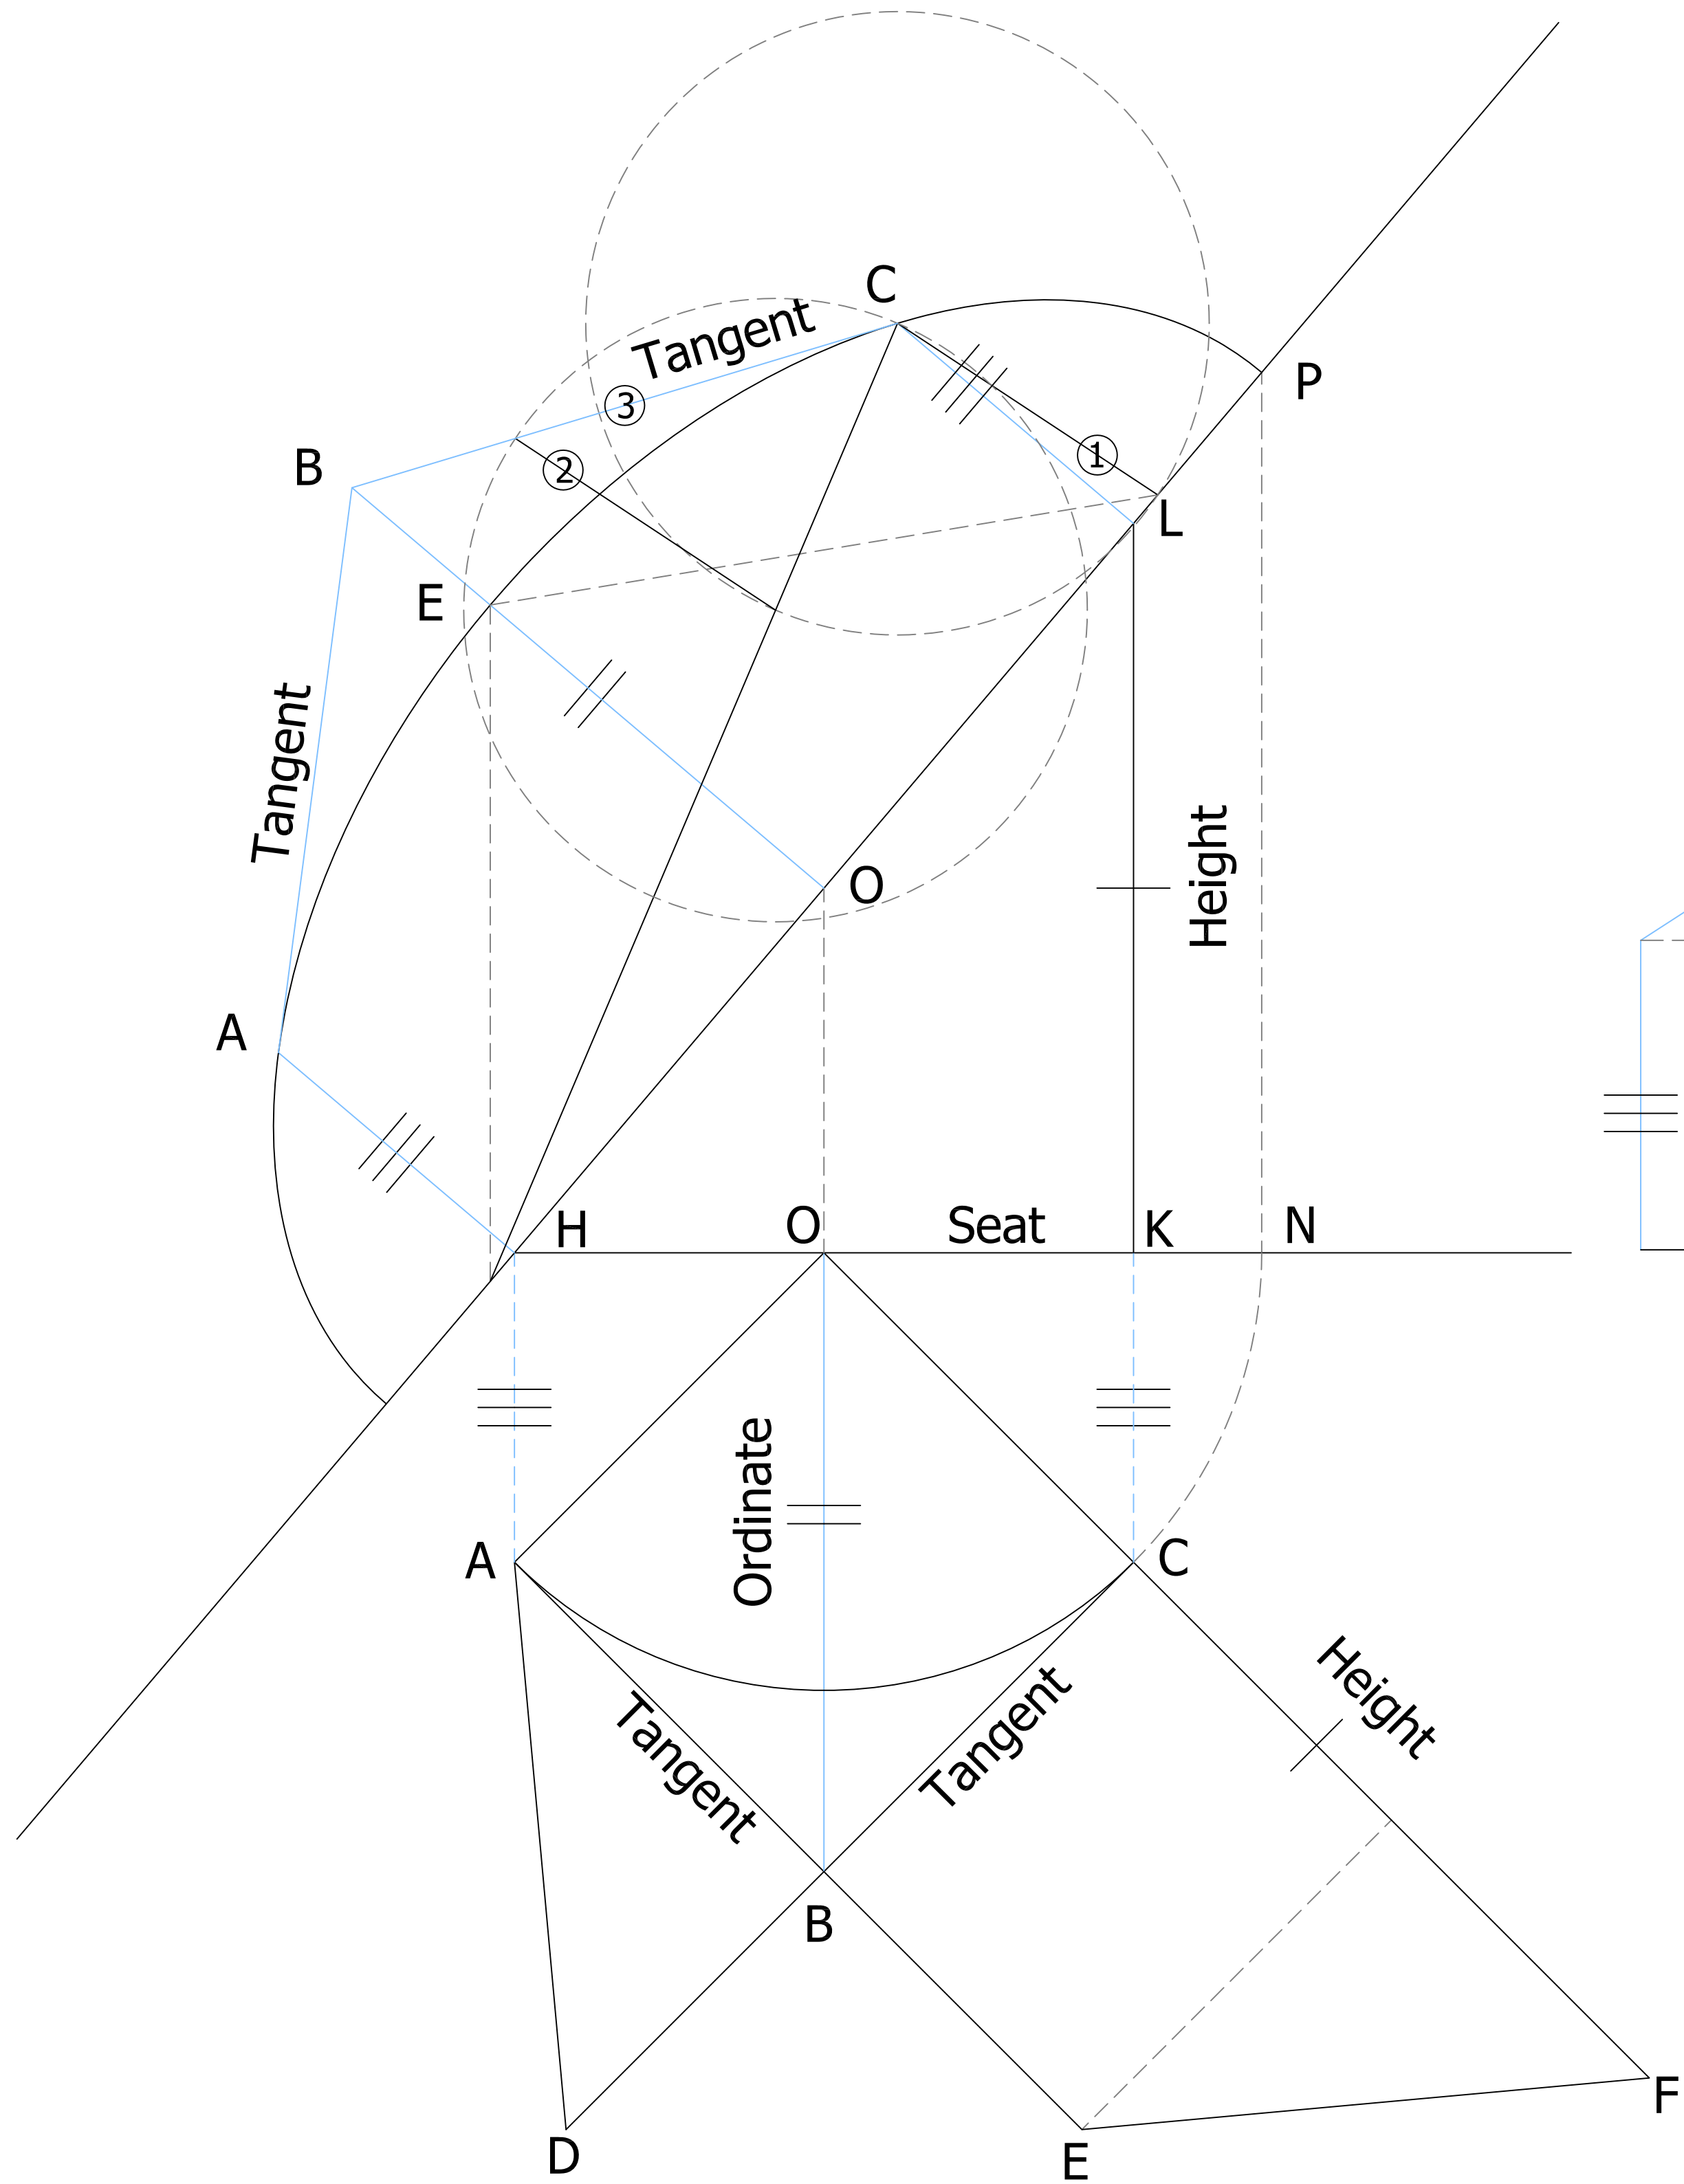 C
Tangent
P
3
B
2
1
L
E
Tangent
O
Height
A
H
O
Seat
K
N
Ordinate
A
C
Height
Tangent
Tangent
B
F
D
E